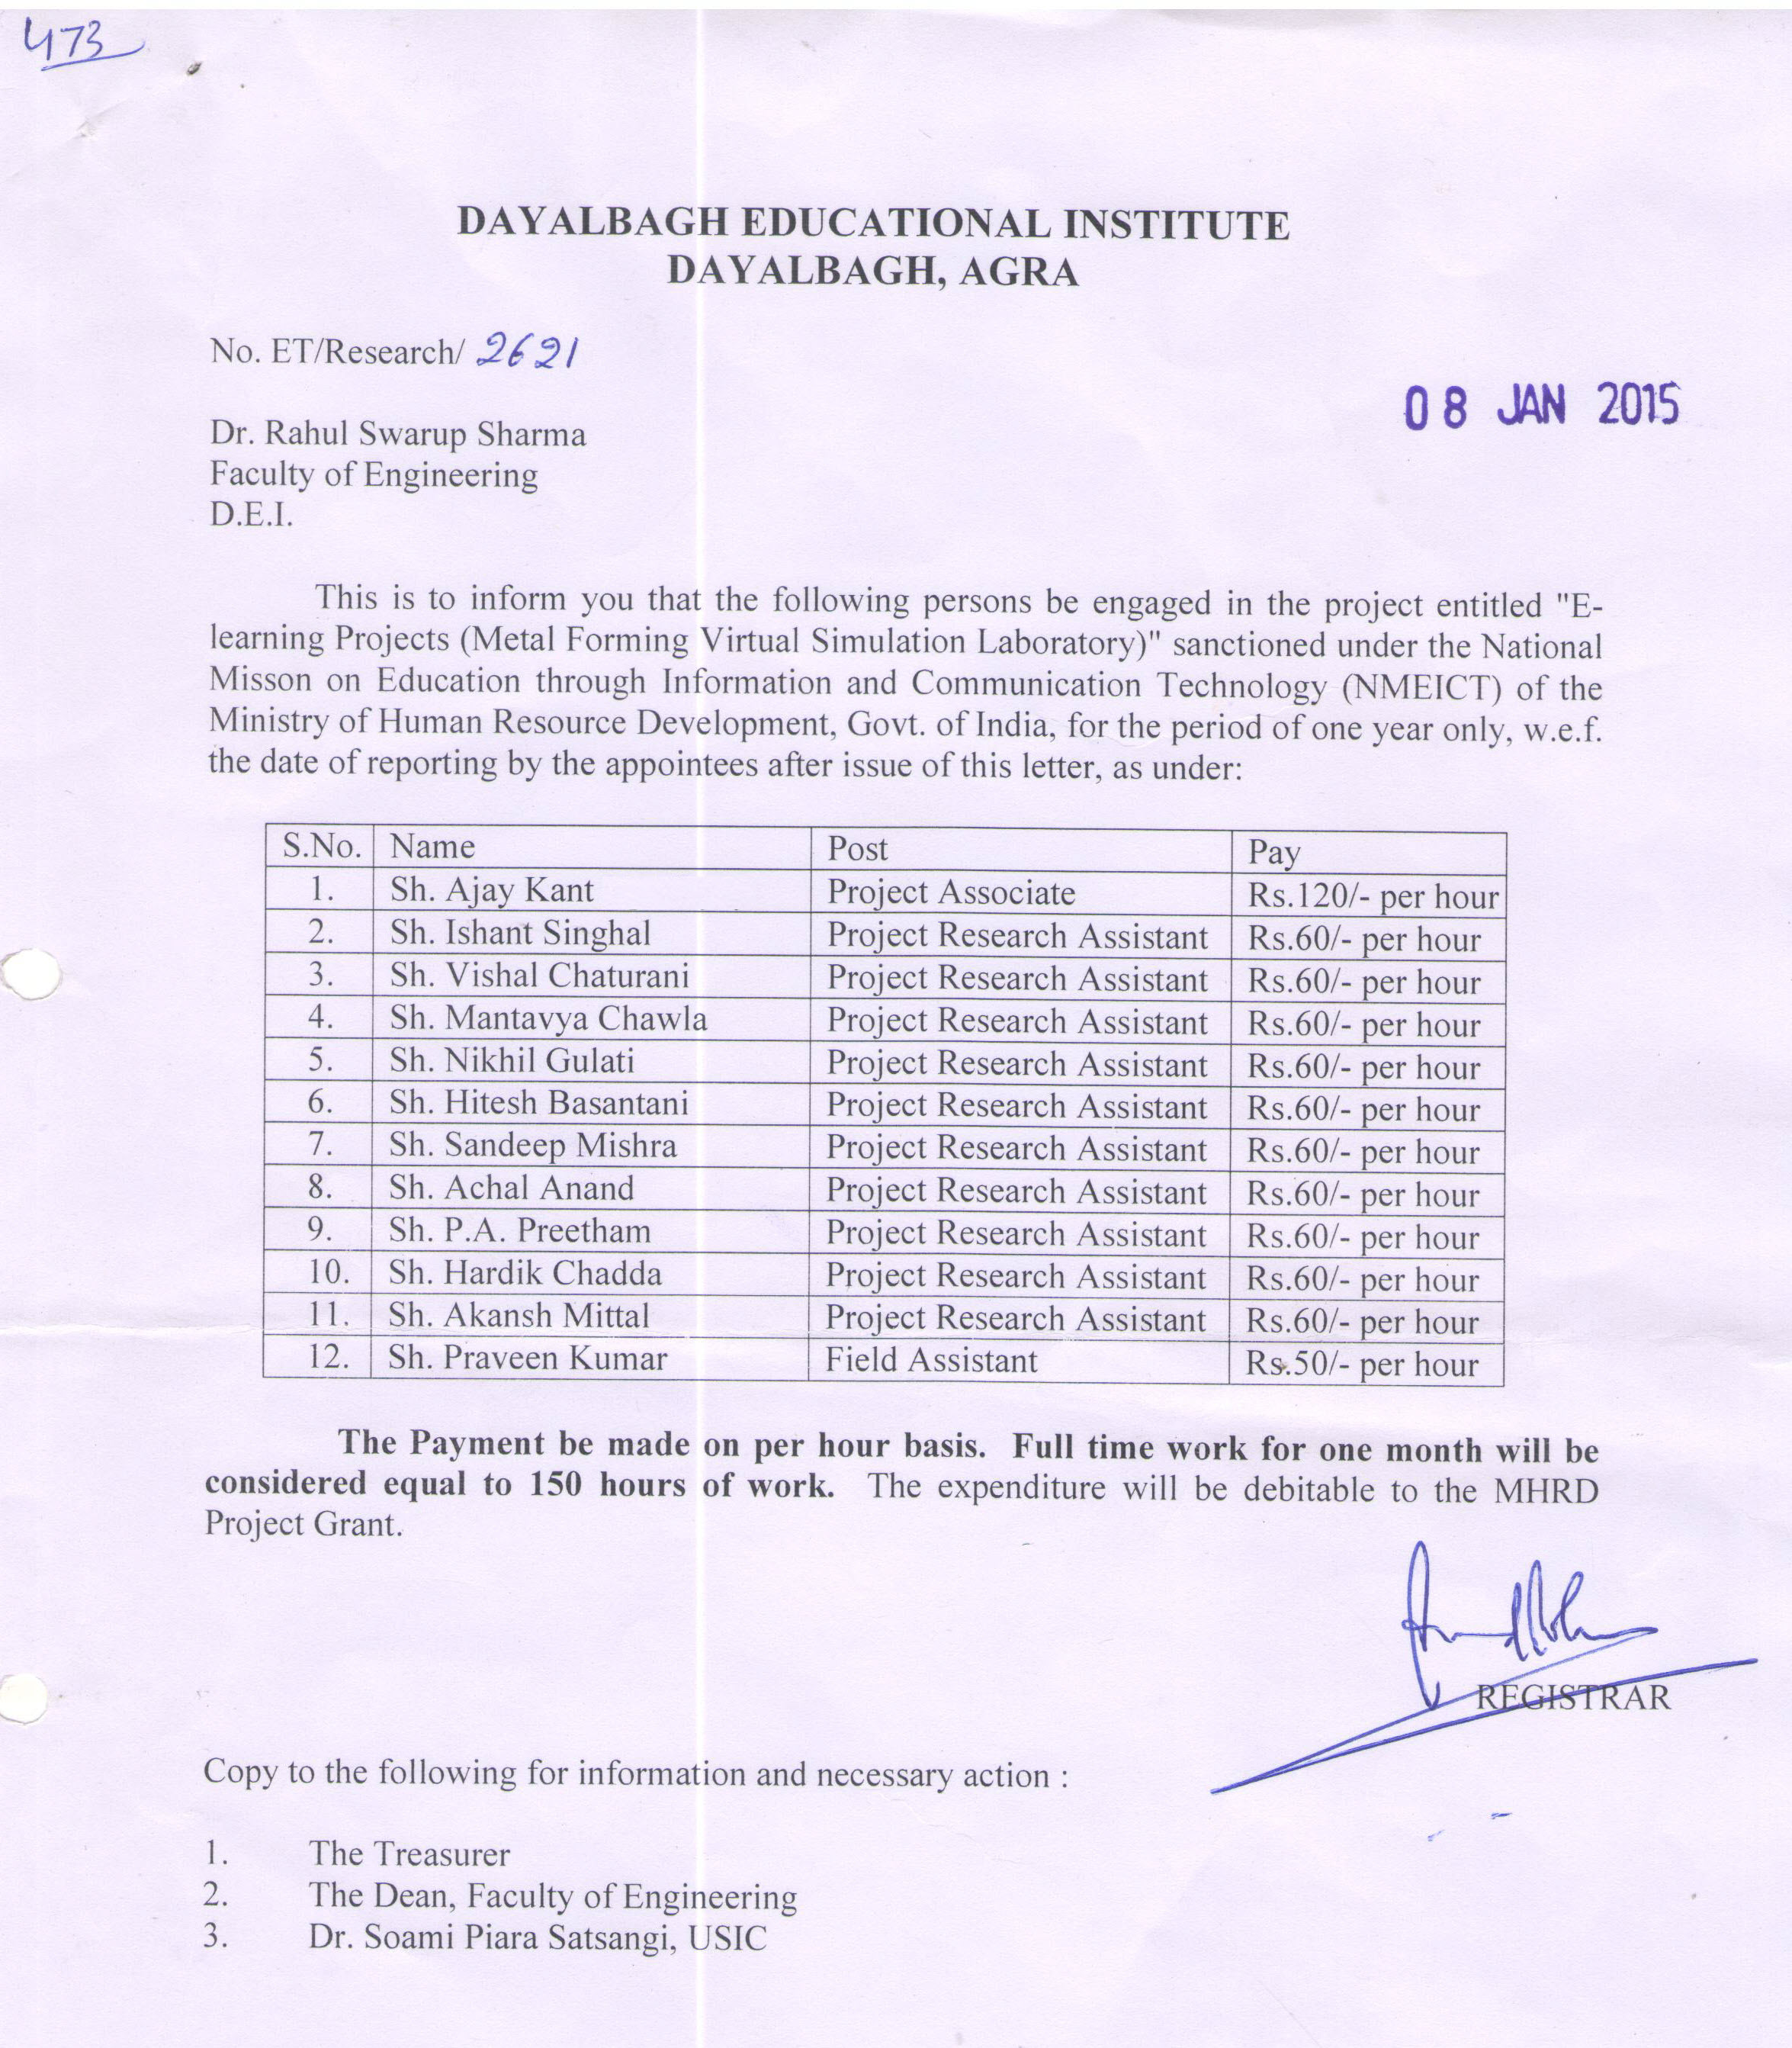 473
DAYALBAGH EDUCATIONAL INSTITUTE
DAYALBAGH, AGRA
No. ET/Research/ 2621
08 JAN 2015
Dr. Rahul Swarup Sharma
Faculty of Engineering
D.E.I.
This is to inform you that the following persons be engaged in the project entitled "E-
learning Projects (Metal Forming Virtual Simulation Laboratory)" sanctioned under the National
Misson on Education through Information and Communication Technology (NMEICT) of the
Ministry of Human Resource Development, Govt. of India, for the period of one year only, w.e.f.
the date of reporting by the appointees after issue of this letter, as under:
S.No. Name Post Pay
1. Sh. Ajay Kant Project Associate Rs.120/- per hour
2. Sh. Ishant Singhal Project Research Assistant Rs.60/- per hour
3. Sh. Vishal Chaturani Project Research Assistant Rs.60/- per hour
4. Sh. Mantavya Chawla Project Research Assistant Rs.60/- per hour
5. Sh. Nikhil Gulati Project Research Assistant Rs.60/- per hour
6. Sh. Hitesh Basantani Project Research Assistant Rs.60/- per hour
7. Sh. Sandeep Mishra Project Research Assistant Rs.60/- per hour
8. Sh. Achal Anand Project Research Assistant Rs.60/- per hour
9. Sh. P.A. Preetham Project Research Assistant Rs.60/- per hour
10. Sh. Hardik Chadda Project Research Assistant Rs.60/- per hour
11. Sh. Akansh Mittal Project Research Assistant Rs.60/- per hour
12. Sh. Praveen Kumar Field Assistant Rs.50/- per hour
The Payment be made on per hour basis. Full time work for one month will be
considered equal to 150 hours of work. The expenditure will be debitable to the MHRD
Project Grant.
REGISTRAR
Copy to the following for information and necessary action :
1. The Treasurer
2. The Dean, Faculty of Engineering
3. Dr. Soami Piara Satsangi, USIC